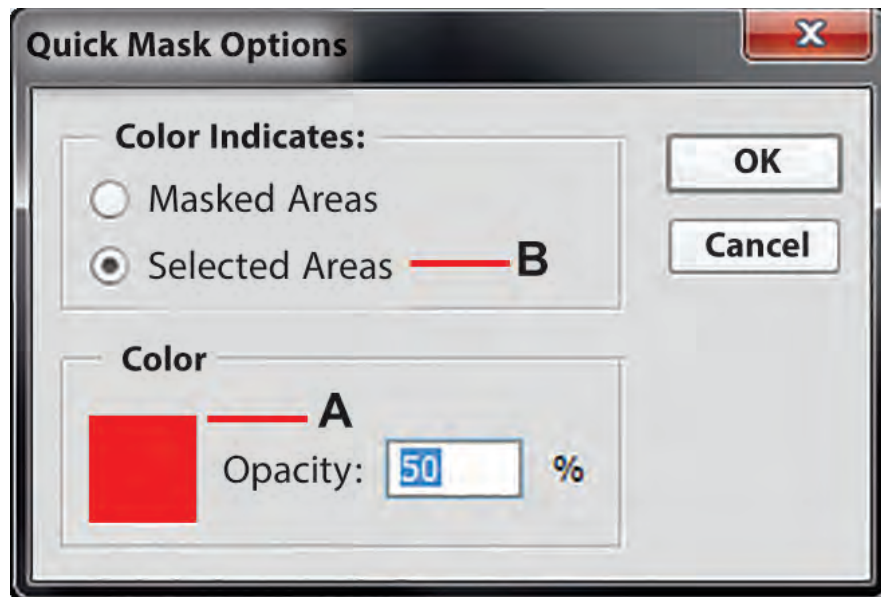 Quick Mask Options
X
Color Indicates:
Masked Areas
Selected Areas B
OK
Cancel
Color
A
Opacity: 50 %